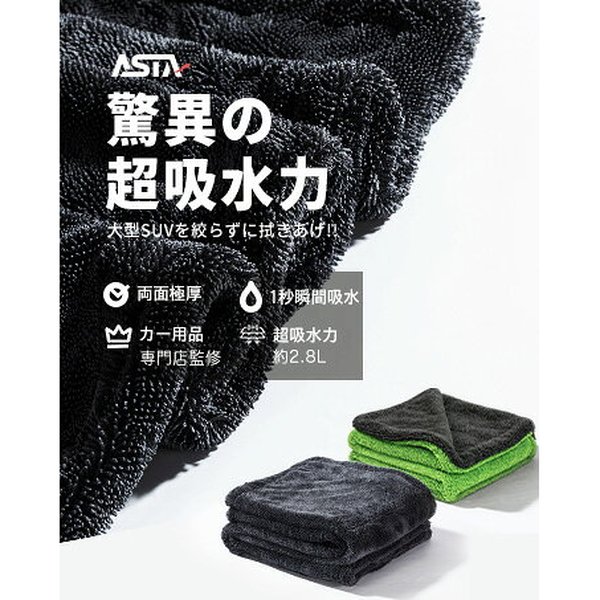 ASTA
驚異の
超吸水力
大型SUVを絞らずに拭きあげ!!
両面極厚
1秒瞬間吸水
カー用品
専門店監修
超吸水力
約2.8L